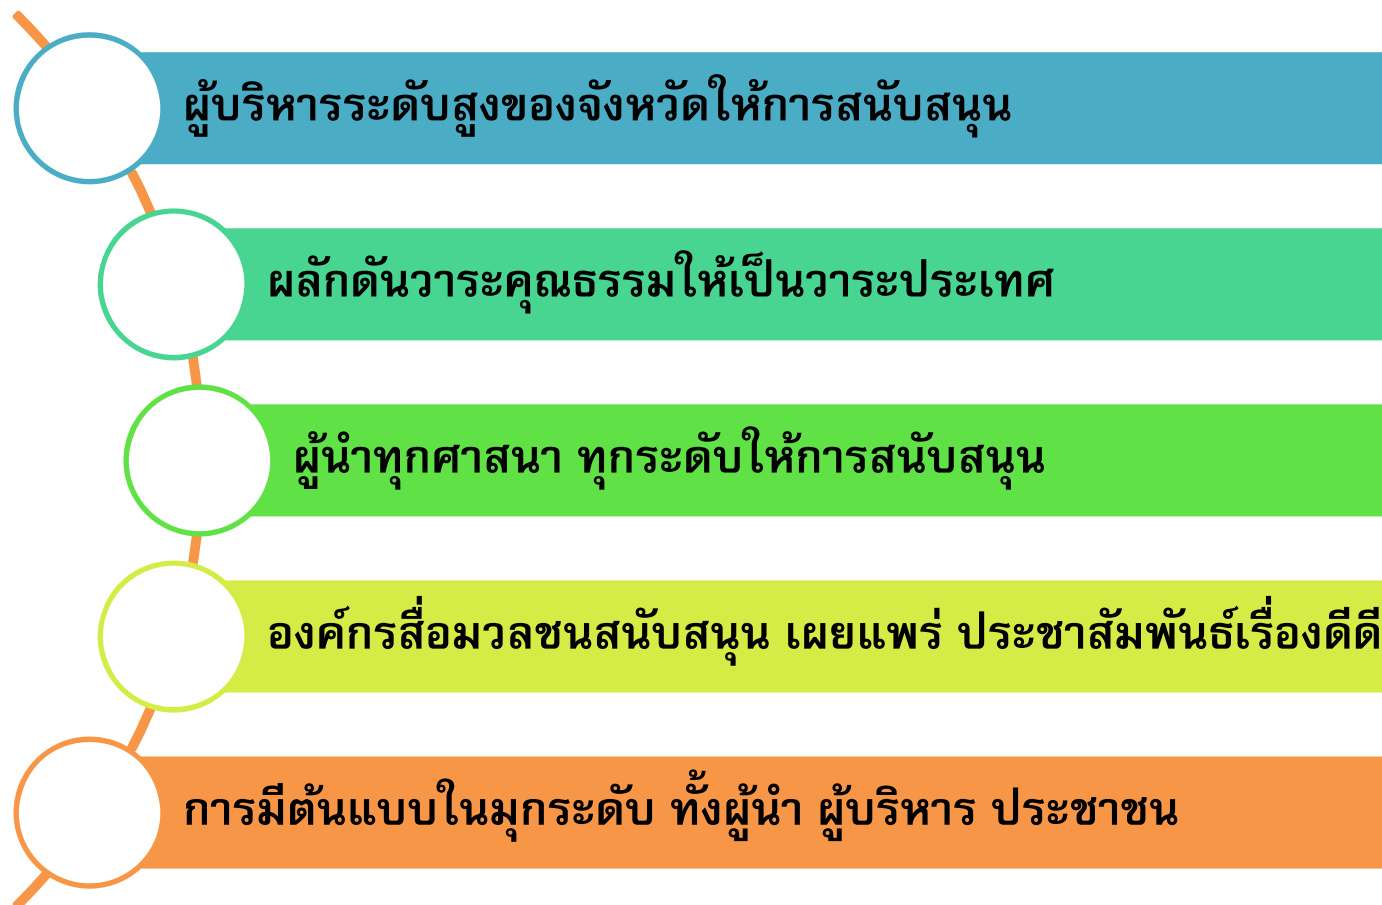 ผู้บริหารระดับสูงของจังหวัดให้การสนับสนุน
ผลักดันวาระคุณธรรมให้เป็นวาระประเทศ
ผู้นำทุกศาสนา ทุกระดับให้การสนับสนุน
องค์กรสื่อมวลชนสนับสนุน เผยแพร่ ประชาสัมพันธ์เรื่องดีดี
การมีต้นแบบในมุกระดับ ทั้งผู้นำ ผู้บริหาร ประชาชน